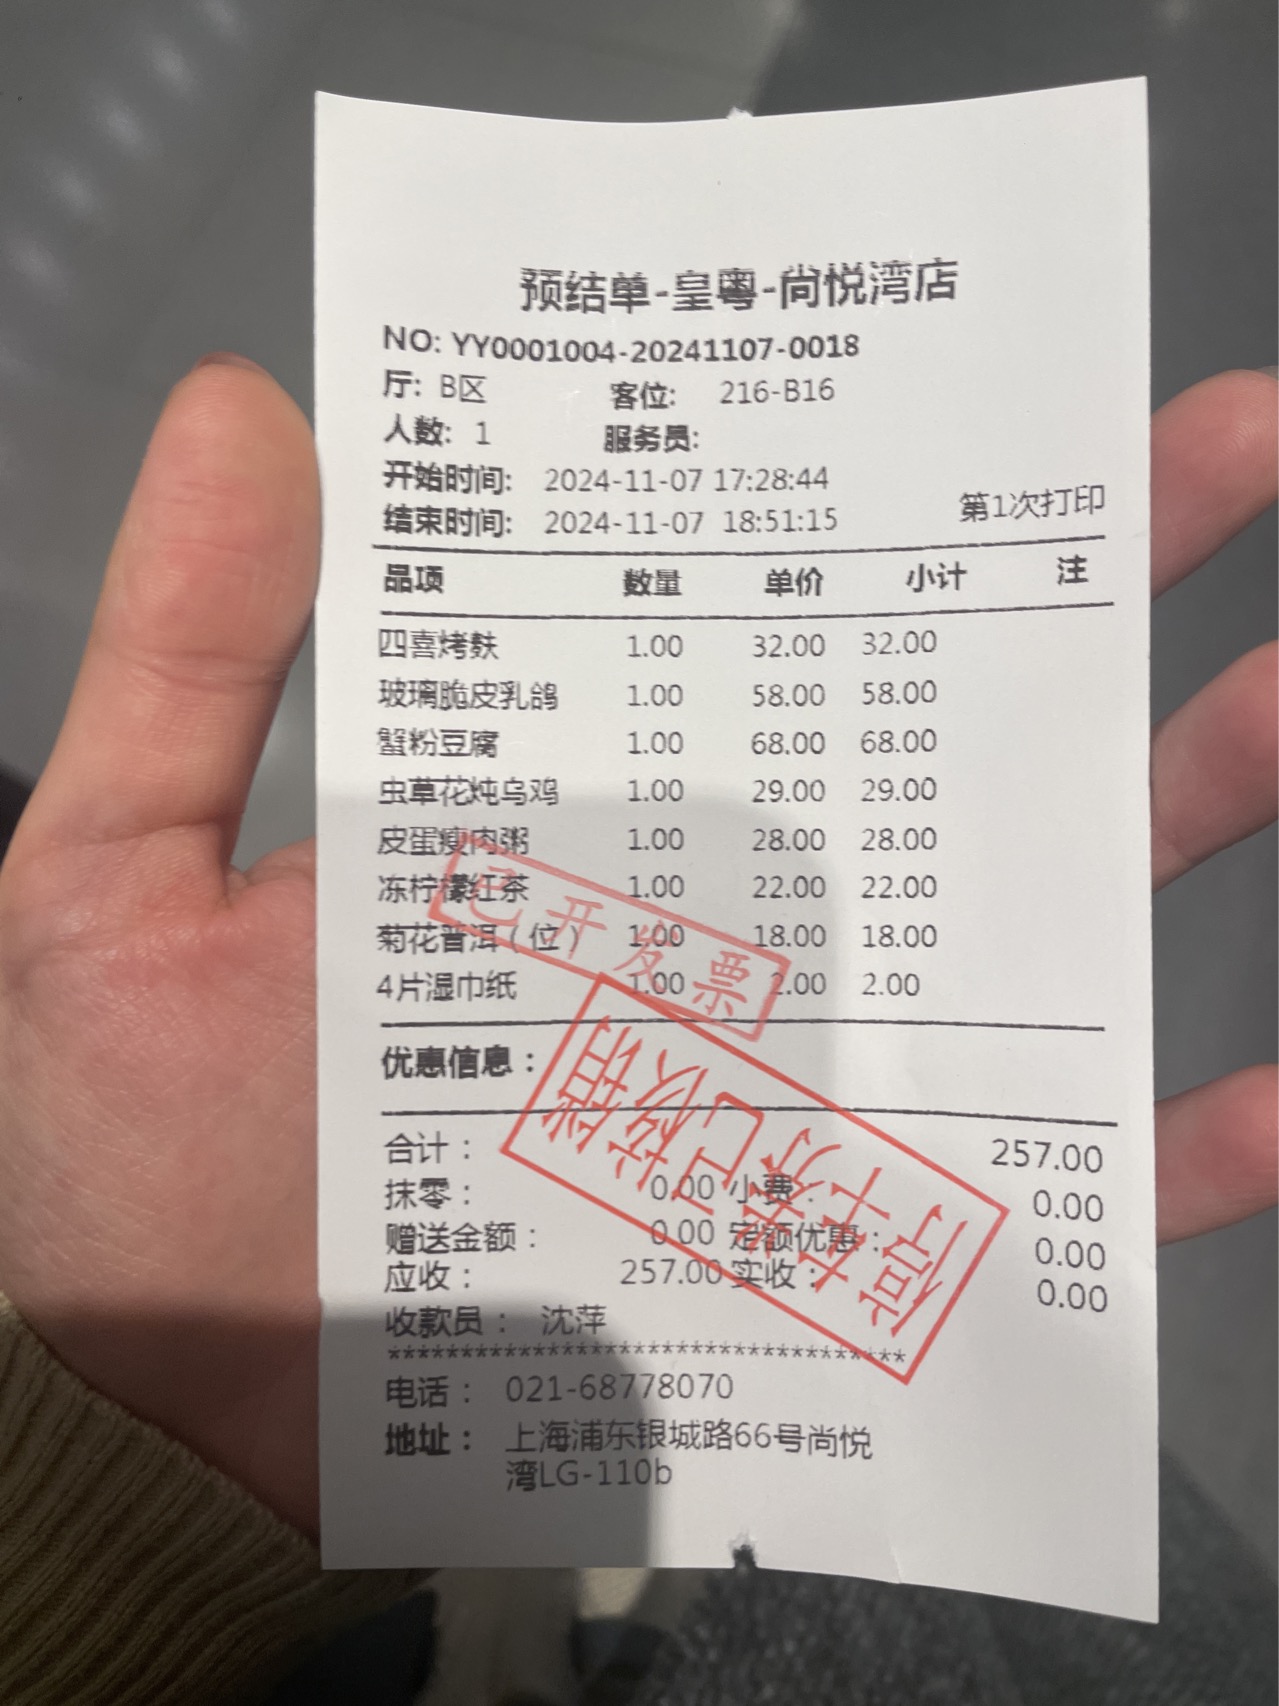 预结单-皇粤-尚悦湾店
NO: YY0001004-20241107-0018
厅: B区 客位: 216-B16
人数: 1 服务员:
开始时间: 2024-11-07 17:28:44
结束时间: 2024-11-07 18:51:15 第1次打印
品项 数量 单价 小计 注
四喜烤麸 1.00 32.00 32.00
玻璃脆皮乳鸽 1.00 58.00 58.00
蟹粉豆腐 1.00 68.00 68.00
虫草花炖乌鸡 1.00 29.00 29.00
皮蛋瘦肉粥 1.00 28.00 28.00
冻柠檬红茶 1.00 22.00 22.00
菊花普洱（位） 1.00 18.00 18.00
4片湿巾纸 1.00 2.00 2.00
已开发票
优惠信息：
停车券已核销
合计： 257.00
抹零： 0.00 小费： 0.00
赠送金额： 0.00 定额优惠： 0.00
应收： 257.00 实收： 0.00
收款员： 沈萍
************************************
电话： 021-68778070
地址： 上海浦东银城路66号尚悦
湾LG-110b